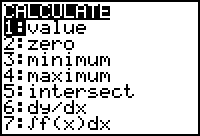 CALCULATE
1:value
2:zero
3:minimum
4:maximum
5:intersect
6:dy/dx
7:∫f(x)dx